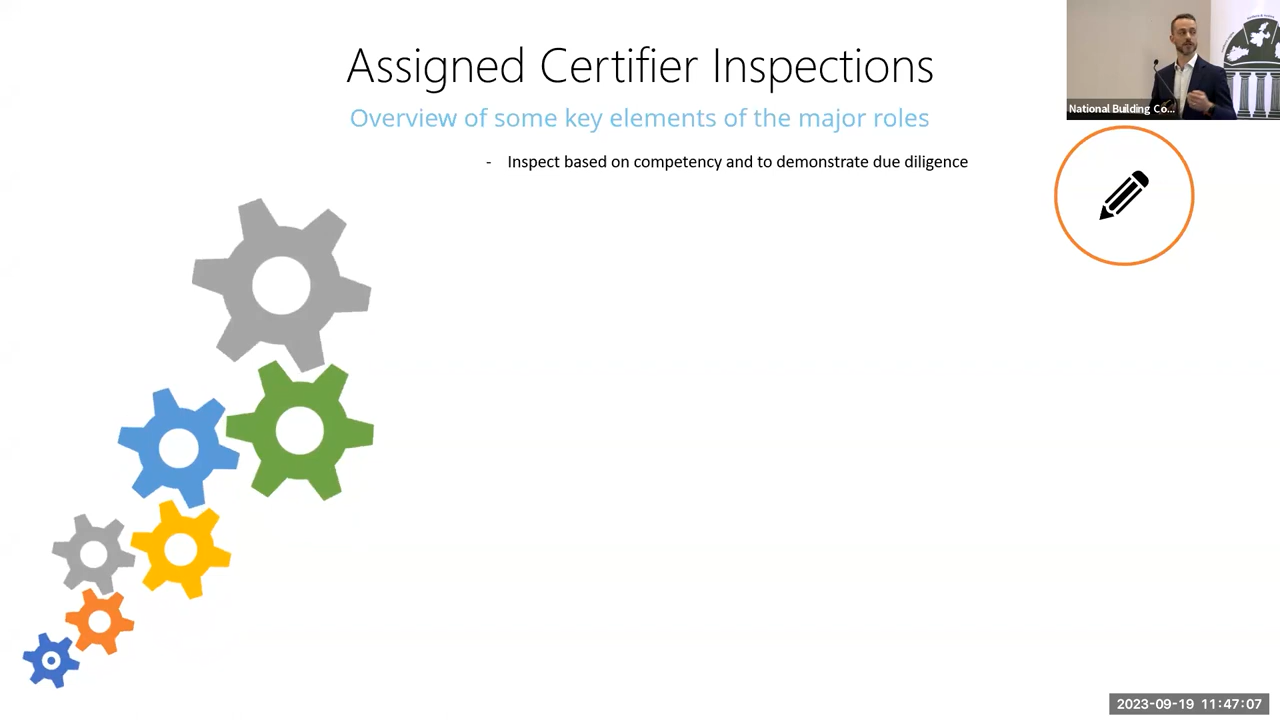 Assigned Certifier Inspections
Overview of some key elements of the major roles
- Inspect based on competency and to demonstrate due diligence
National Building Co...
2023-09-19 11:47:07